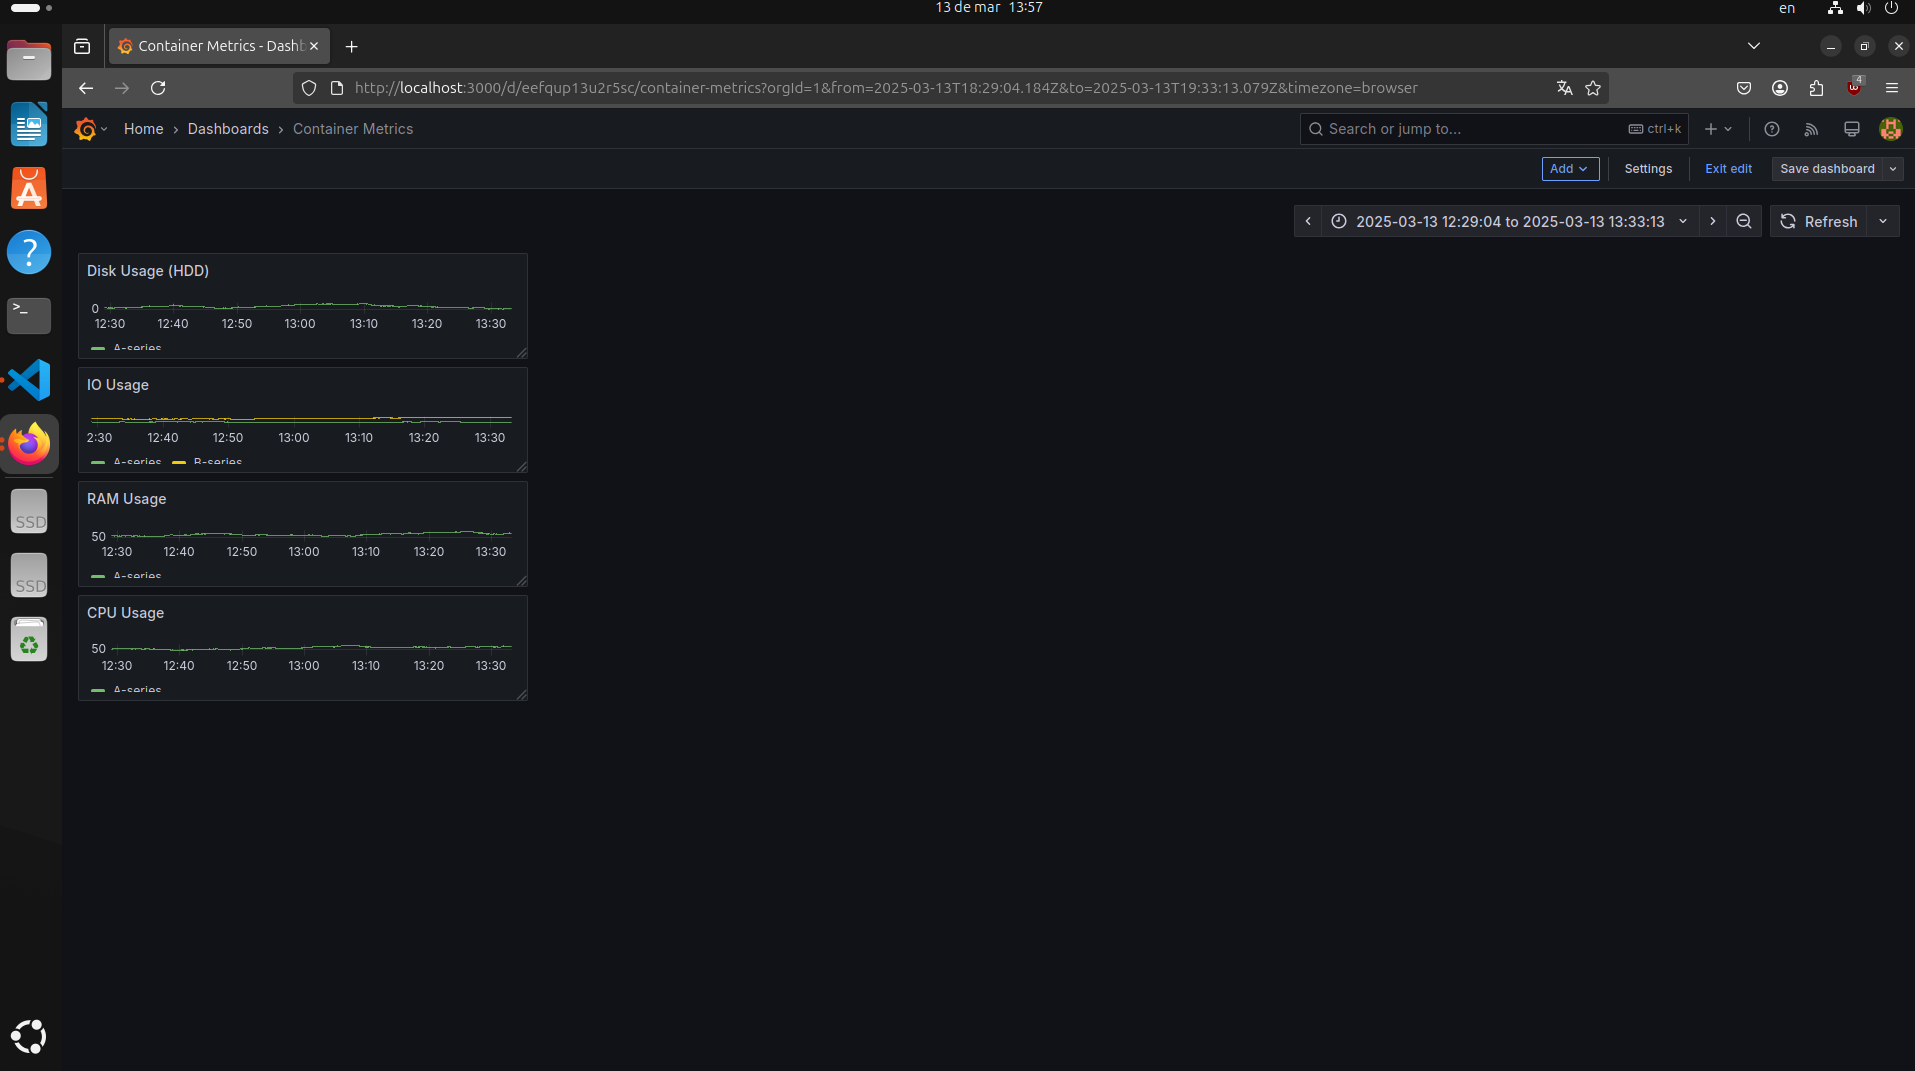 13 de mar 13:57
en
Container Metrics - Dashb
http://localhost:3000/d/eefqup13u2r5sc/container-metrics?orgId=1&from=2025-03-13T18:29:04.184Z&to=2025-03-13T19:33:13.079Z&timezone=browser
4
Home › Dashboards › Container Metrics
Search or jump to...
ctrl+k
Add
Settings
Exit edit
Save dashboard
2025-03-13 12:29:04 to 2025-03-13 13:33:13
Refresh
Disk Usage (HDD)
0
12:30 12:40 12:50 13:00 13:10 13:20 13:30
A-series
IO Usage
2:30 12:40 12:50 13:00 13:10 13:20 13:30
A-series B-series
RAM Usage
50
12:30 12:40 12:50 13:00 13:10 13:20 13:30
A-series
CPU Usage
50
12:30 12:40 12:50 13:00 13:10 13:20 13:30
A-series
SSD
SSD